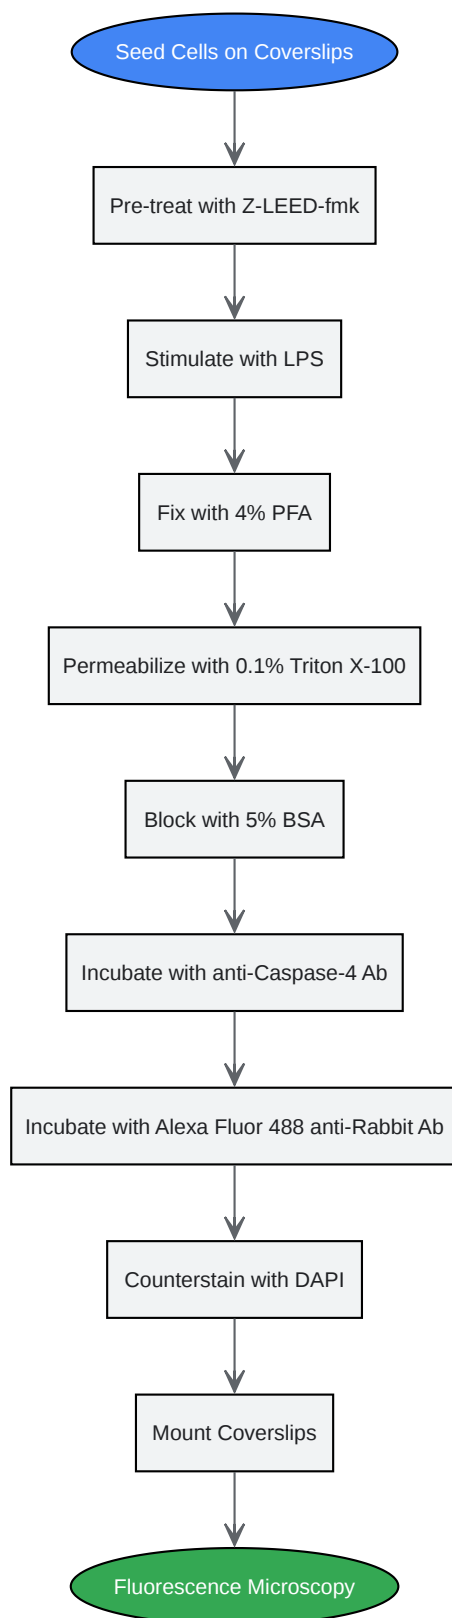 Seed Cells on Coverslips
Pre-treat with Z-LEED-fmk
Stimulate with LPS
Fix with 4% PFA
Permeabilize with 0.1% Triton X-100
Block with 5% BSA
Incubate with anti-Caspase-4 Ab
Incubate with Alexa Fluor 488 anti-Rabbit Ab
Counterstain with DAPI
Mount Coverslips
Fluorescence Microscopy